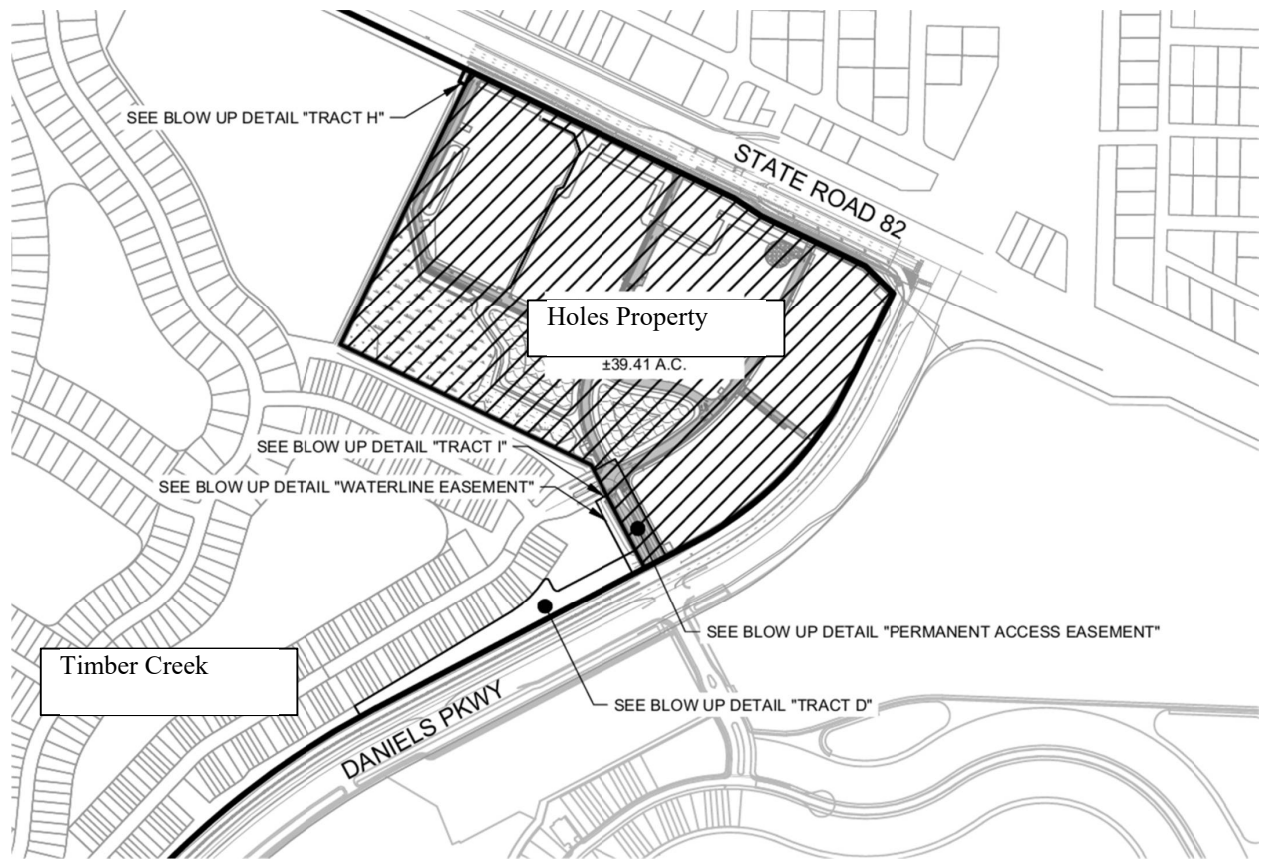 SEE BLOW UP DETAIL "TRACT H"
STATE ROAD 82
Holes Property
±39.41 A.C.
SEE BLOW UP DETAIL "TRACT I"
SEE BLOW UP DETAIL "WATERLINE EASEMENT"
SEE BLOW UP DETAIL "PERMANENT ACCESS EASEMENT"
Timber Creek
SEE BLOW UP DETAIL "TRACT D"
DANIELS PKWY